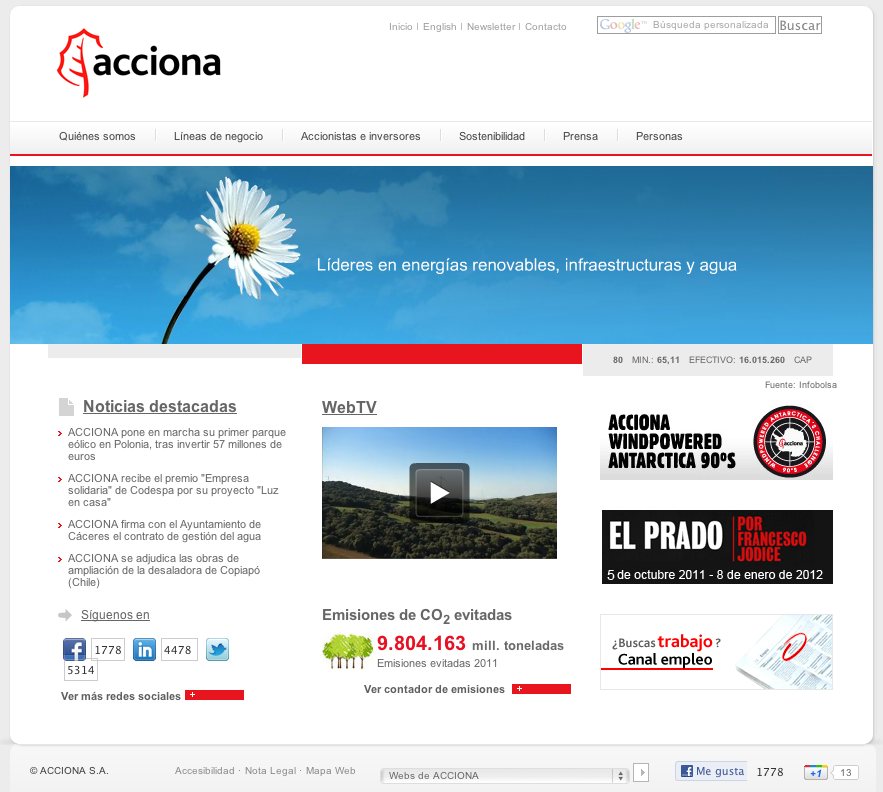 Inicio | English | Newsletter | Contacto
Google™ Búsqueda personalizada Buscar
acciona
Quiénes somos
Líneas de negocio
Accionistas e inversores
Sostenibilidad
Prensa
Personas
Líderes en energías renovables, infraestructuras y agua
80 MIN.: 65,11 EFECTIVO: 16.015.260 CAP
Fuente: Infobolsa
Noticias destacadas
ACCIONA pone en marcha su primer parque
eólico en Polonia, tras invertir 57 millones de
euros
ACCIONA recibe el premio "Empresa
solidaria" de Codespa por su proyecto "Luz
en casa"
ACCIONA firma con el Ayuntamiento de
Cáceres el contrato de gestión del agua
ACCIONA se adjudica las obras de
ampliación de la desaladora de Copiapó
(Chile)
Síguenos en
1778
4478
5314
Ver más redes sociales +
WebTV
Emisiones de CO2 evitadas
9.804.163 mill. toneladas
Emisiones evitadas 2011
Ver contador de emisiones +
ACCIONA
WINDPOWERED
ANTARCTICA 90ºS
WINDPOWERED ANTARCTICA'S CHALLENGE
acciona
90ºS
EL PRADO
POR
FRANCESCO
JODICE
5 de octubre 2011 - 8 de enero de 2012
¿Buscas trabajo?
Canal empleo
© ACCIONA S.A.
Accesibilidad · Nota Legal · Mapa Web
Webs de ACCIONA
Me gusta 1778
+1 13